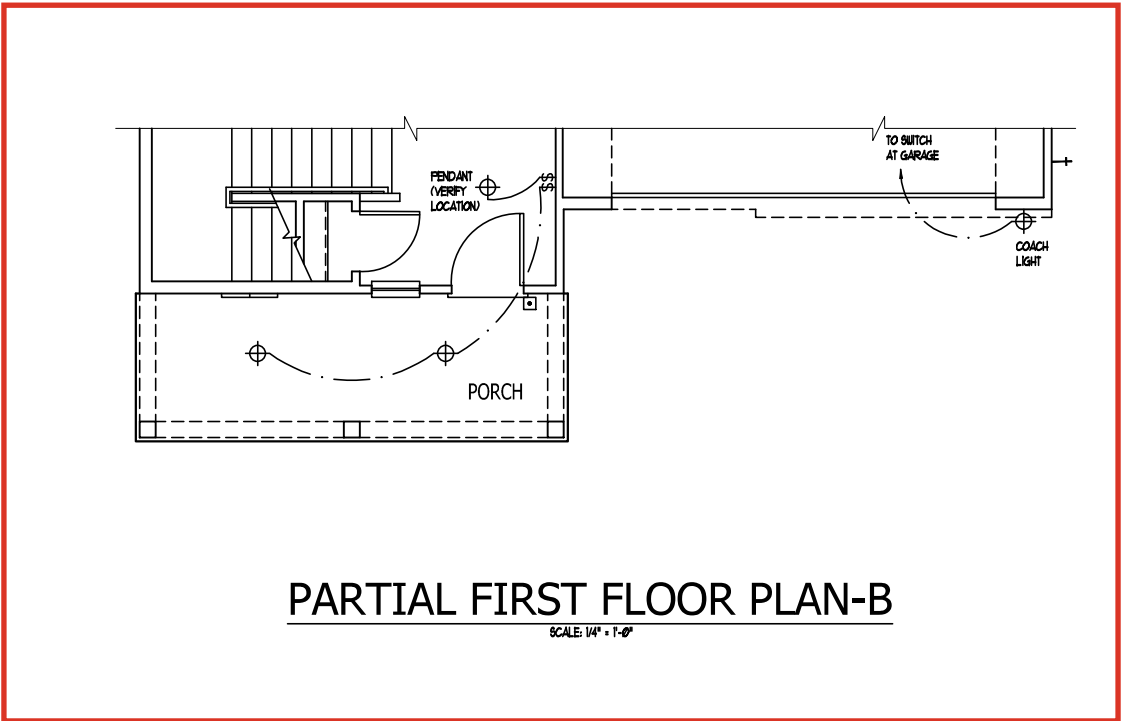 TO SWITCH
AT GARAGE
PENDANT
(VERIFY
LOCATION)
$$
COACH
LIGHT
PORCH
PARTIAL FIRST FLOOR PLAN-B
SCALE: 1/4" = 1'-0"